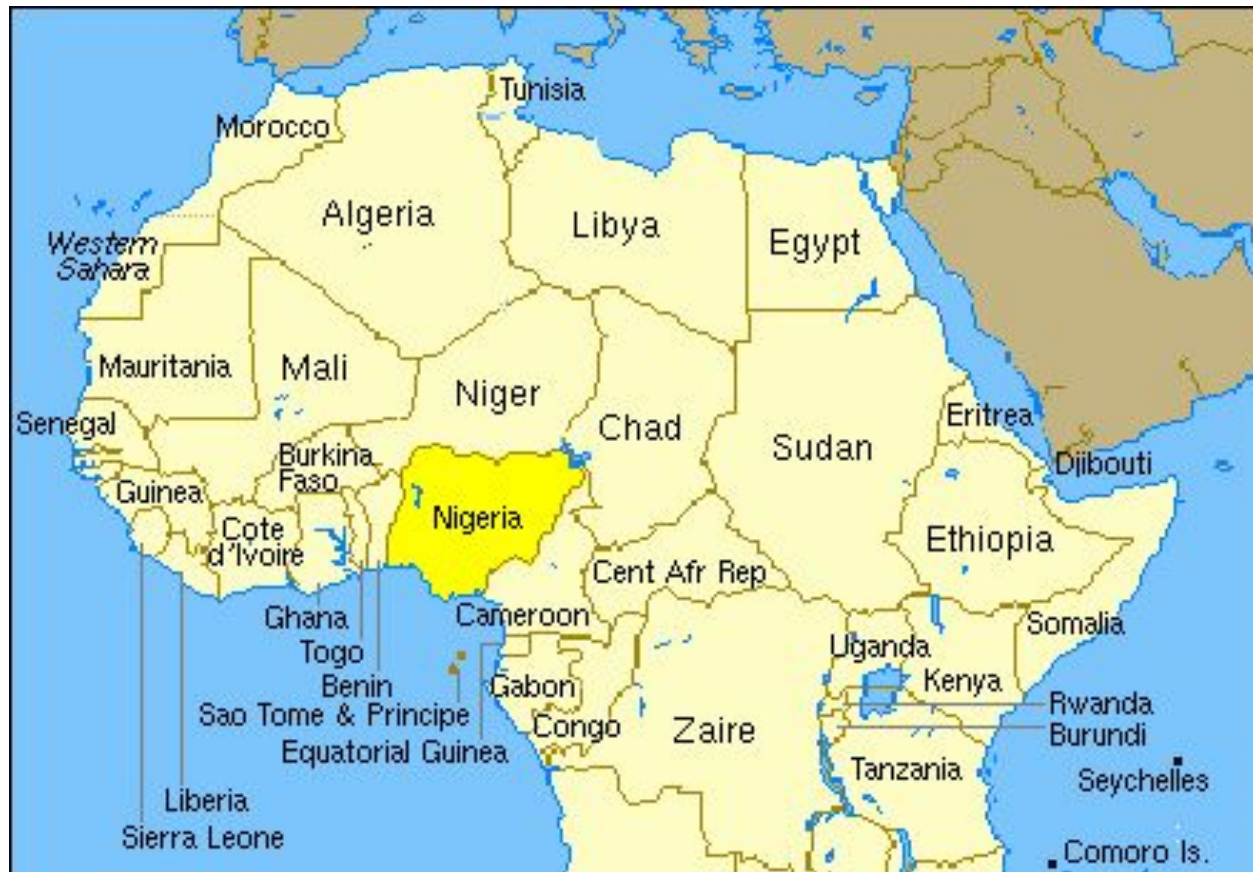 Tunisia
Morocco
Algeria
Libya
Egypt
Western
Sahara
Mauritania
Mali
Niger
Chad
Sudan
Eritrea
Senegal
Burkina
Faso
Djibouti
Guinea
Nigeria
Cote
d'Ivoire
Ethiopia
Cent Afr Rep
Ghana
Cameroon
Somalia
Togo
Uganda
Benin
Gabon
Kenya
Sao Tome & Principe
Rwanda
Congo
Zaire
Equatorial Guinea
Burundi
Tanzania
Seychelles
Liberia
Sierra Leone
Comoro Is.